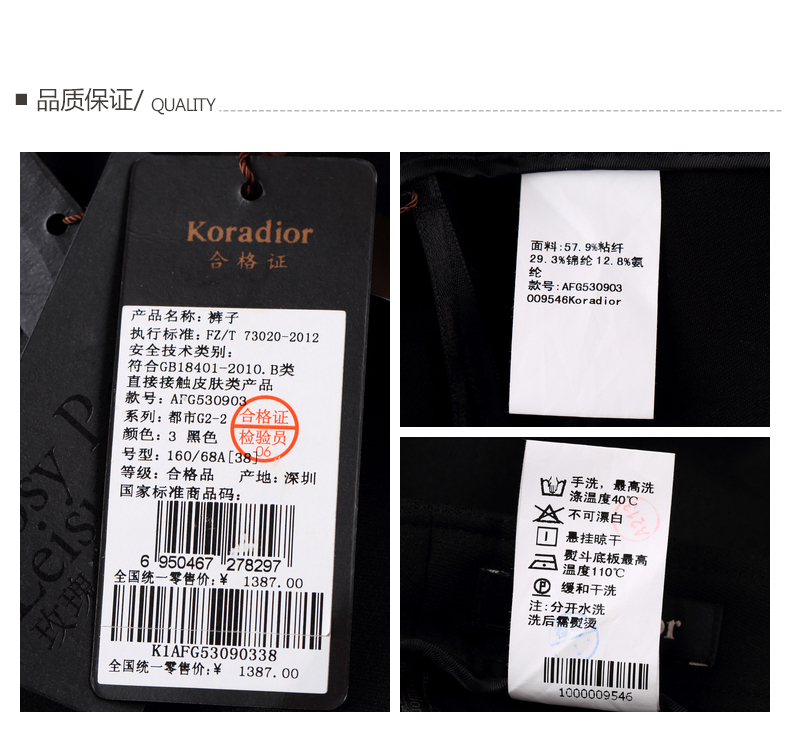 品质保证/ QUALITY
Koradior
合格证
产品名称: 裤子
执行标准: FZ/T 73020-2012
安全技术类别:
符合GB18401-2010.B类
直接接触皮肤类产品
款号: AFG530903
系列: 都市G2-2
颜色: 3 黑色
号型: 160/68A[38]
等级: 合格品 产地: 深圳
国家标准商品码:
合格证
检验员
06
6 950467 278297
全国统一零售价: ¥ 1387.00
K1AFG53090338
全国统一零售价: ¥ 1387.00
面料:57.9%粘纤
29.3%锦纶 12.8%氨
纶
款号:AFG530903
009546Koradior
手洗，最高洗
涤温度40℃
不可漂白
悬挂晾干
熨斗底板最高
温度110℃
缓和干洗
注:分开水洗
洗后需熨烫
1000009546